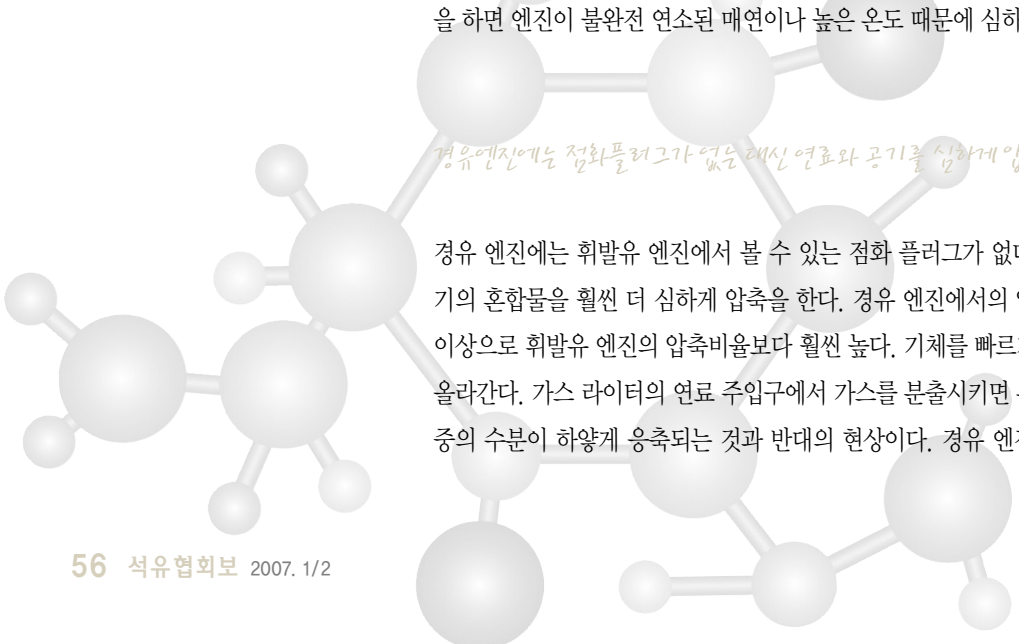 을 하면 엔진이 불완전 연소된 매연이나 높은 온도 때문에 심하
경유엔진에는 점화플러그가 없는 대신 연료와 공기를 심하게 압
경유 엔진에는 휘발유 엔진에서 볼 수 있는 점화 플러그가 없
기의 혼합물을 훨씬 더 심하게 압축을 한다. 경유 엔진에서의
이상으로 휘발유 엔진의 압축비율보다 훨씬 높다. 기체를 빠르
올라간다. 가스 라이터의 연료 주입구에서 가스를 분출시키면
중의 수분이 하얗게 응축되는 것과 반대의 현상이다. 경유 엔
56 석유협회보 2007. 1/2